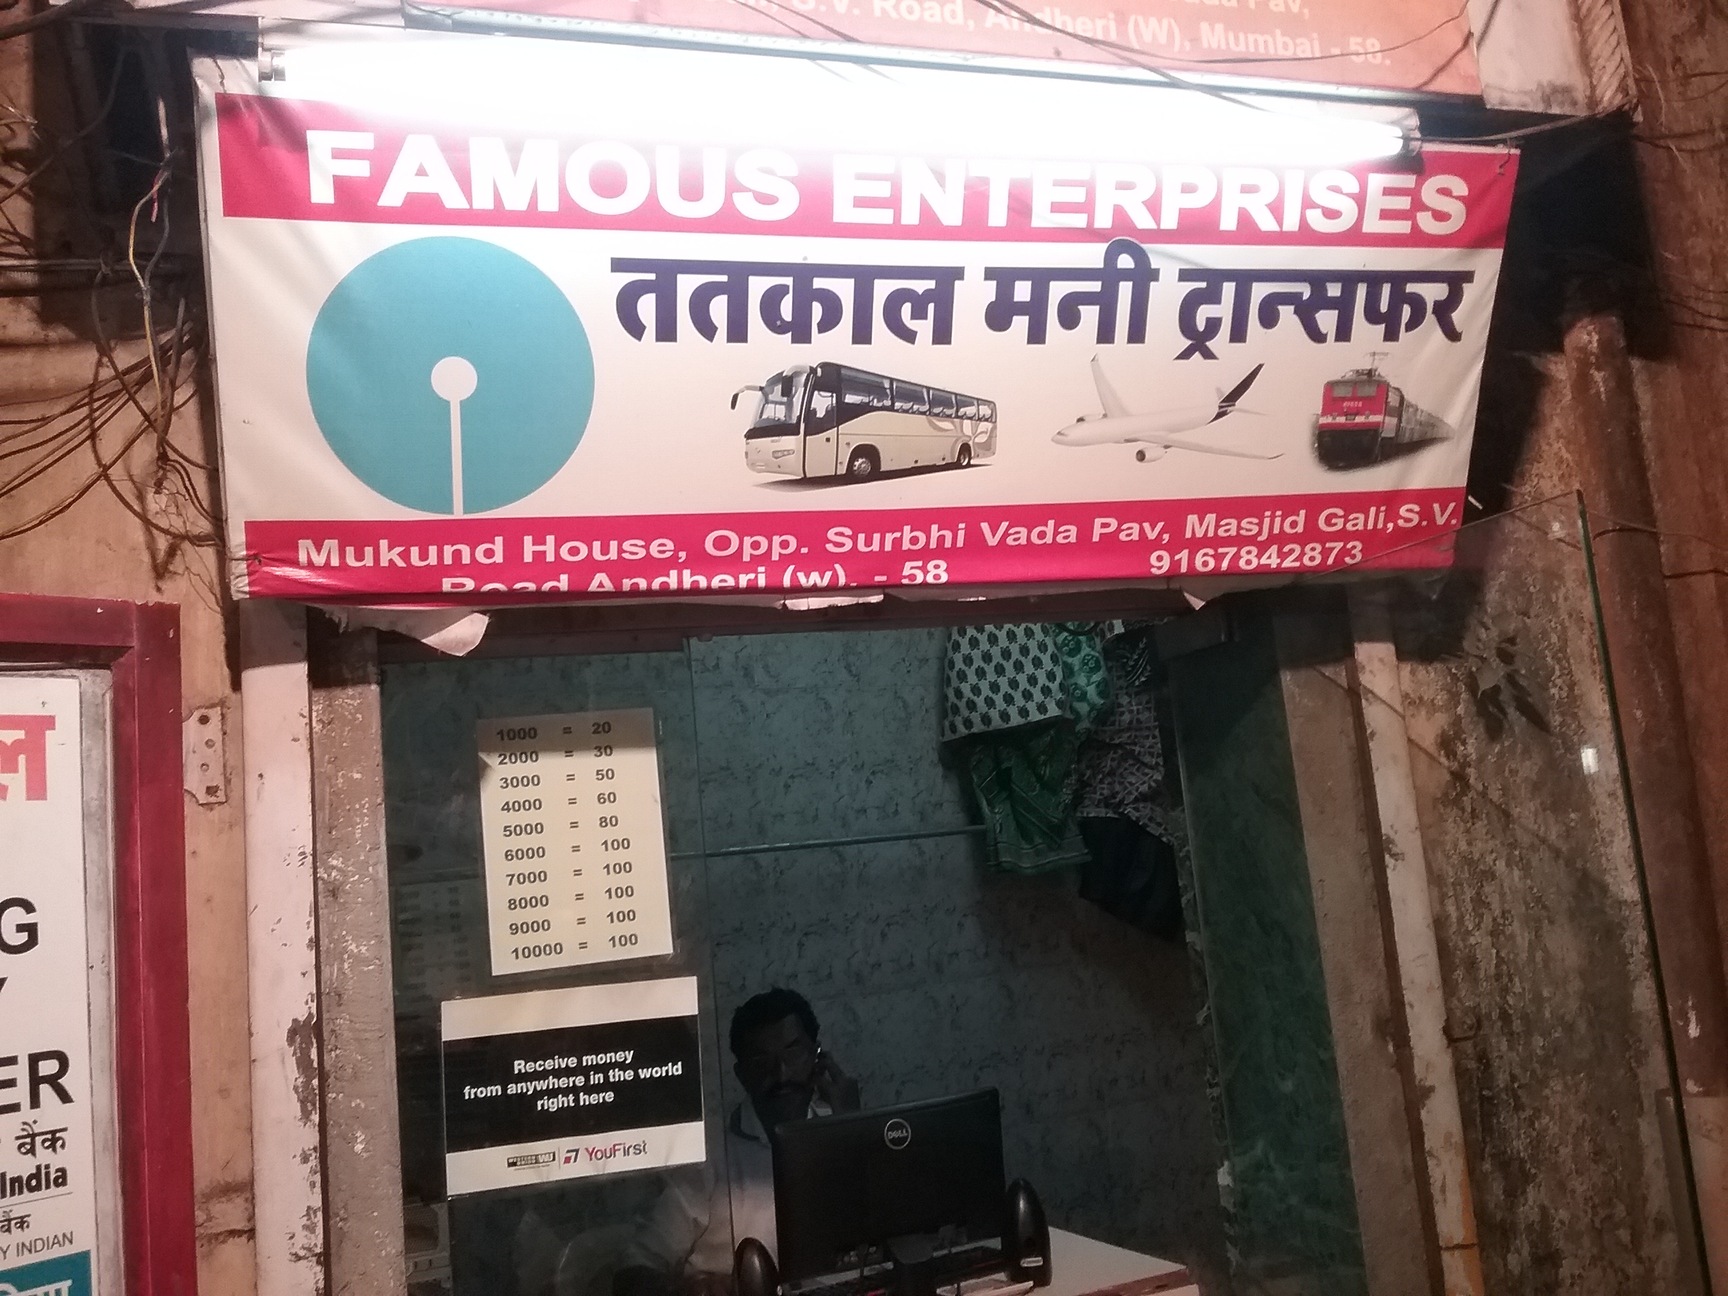 S.V. Road, Andheri (W), Mumbai - 58.
FAMOUS ENTERPRISES
ततकाल मनी ट्रान्सफर
Mukund House, Opp. Surbhi Vada Pav, Masjid Gali,S.V.
Road Andheri (w). - 58
9167842873
1000 = 20
2000 = 30
3000 = 50
4000 = 60
5000 = 80
6000 = 100
7000 = 100
8000 = 100
9000 = 100
10000 = 100
Receive money
from anywhere in the world
right here
YouFirst
DELL
G
Y
ER
बैंक
India
बैंक
Y INDIAN